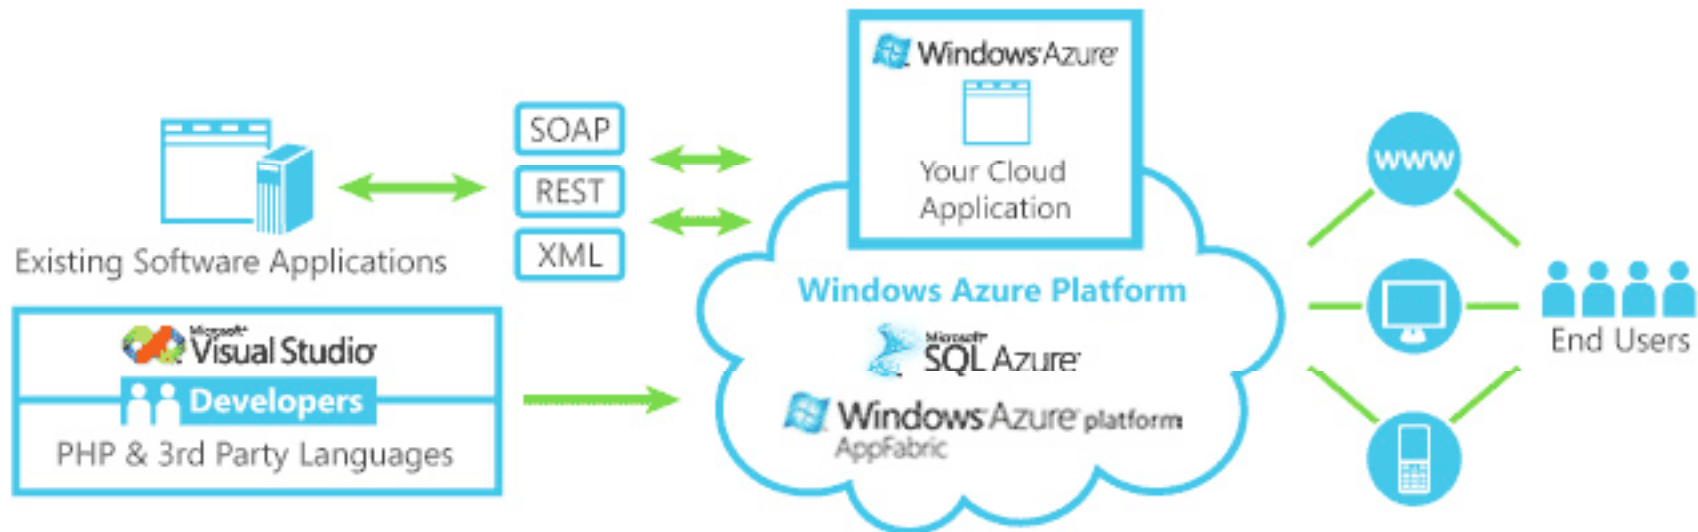 Existing Software Applications
SOAP
REST
XML
Microsoft
Visual Studio
Developers
PHP & 3rd Party Languages
Windows Azure
Your Cloud
Application
Windows Azure Platform
Microsoft
SQL Azure
Windows Azure platform
AppFabric
www
End Users